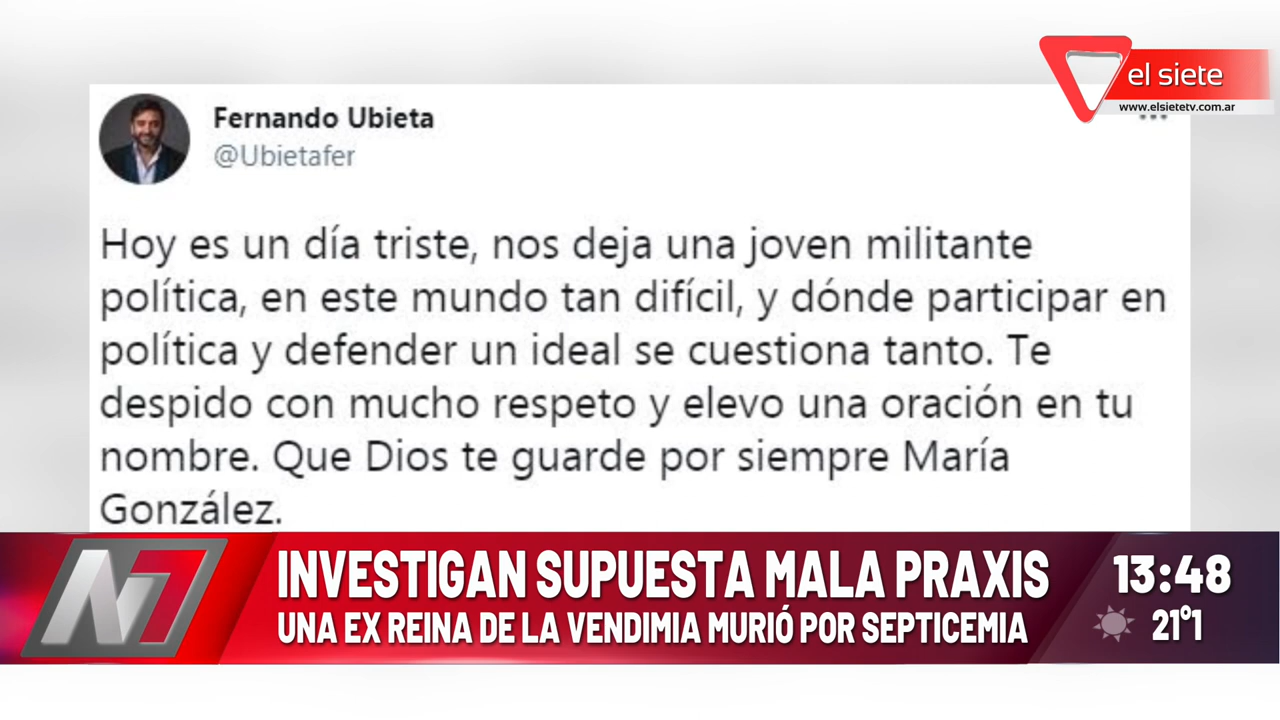 el siete
www.elsietetv.com.ar
Fernando Ubieta
@Ubietafer
Hoy es un día triste, nos deja una joven militante
política, en este mundo tan difícil, y dónde participar en
política y defender un ideal se cuestiona tanto. Te
despido con mucho respeto y elevo una oración en tu
nombre. Que Dios te guarde por siempre María
González.
N7
INVESTIGAN SUPUESTA MALA PRAXIS
UNA EX REINA DE LA VENDIMIA MURIÓ POR SEPTICEMIA
13:48
21°1